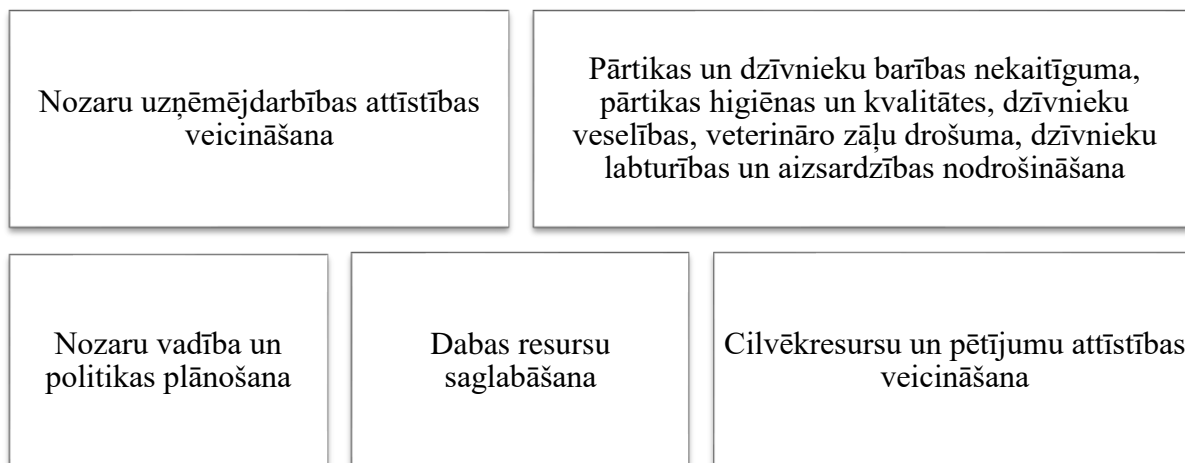 Nozaru uzņēmējdarbības attīstības
veicināšana
Pārtikas un dzīvnieku barības nekaitīguma,
pārtikas higiēnas un kvalitātes, dzīvnieku
veselības, veterināro zāļu drošuma, dzīvnieku
labturības un aizsardzības nodrošināšana
Nozaru vadība un
politikas plānošana
Dabas resursu
saglabāšana
Cilvēkresursu un pētījumu attīstības
veicināšana